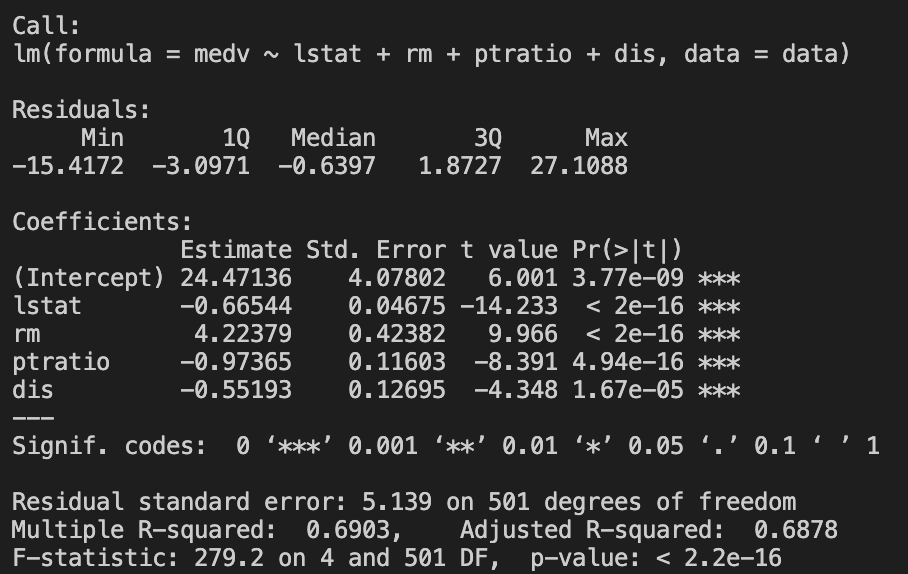 Call:
lm(formula = medv ~ lstat + rm + ptratio + dis, data = data)
Residuals:
     Min       1Q   Median       3Q      Max
-15.4172  -3.0971  -0.6397   1.8727  27.1088
Coefficients:
            Estimate Std. Error t value Pr(>|t|)
(Intercept) 24.47136    4.07802   6.001 3.77e-09 ***
lstat       -0.66544    0.04675 -14.233  < 2e-16 ***
rm           4.22379    0.42382   9.966  < 2e-16 ***
ptratio     -0.97365    0.11603  -8.391 4.94e-16 ***
dis         -0.55193    0.12695  -4.348 1.67e-05 ***
---
Signif. codes:  0 ‘***’ 0.001 ‘**’ 0.01 ‘*’ 0.05 ‘.’ 0.1 ‘ ’ 1
Residual standard error: 5.139 on 501 degrees of freedom
Multiple R-squared:  0.6903,    Adjusted R-squared:  0.6878
F-statistic: 279.2 on 4 and 501 DF,  p-value: < 2.2e-16